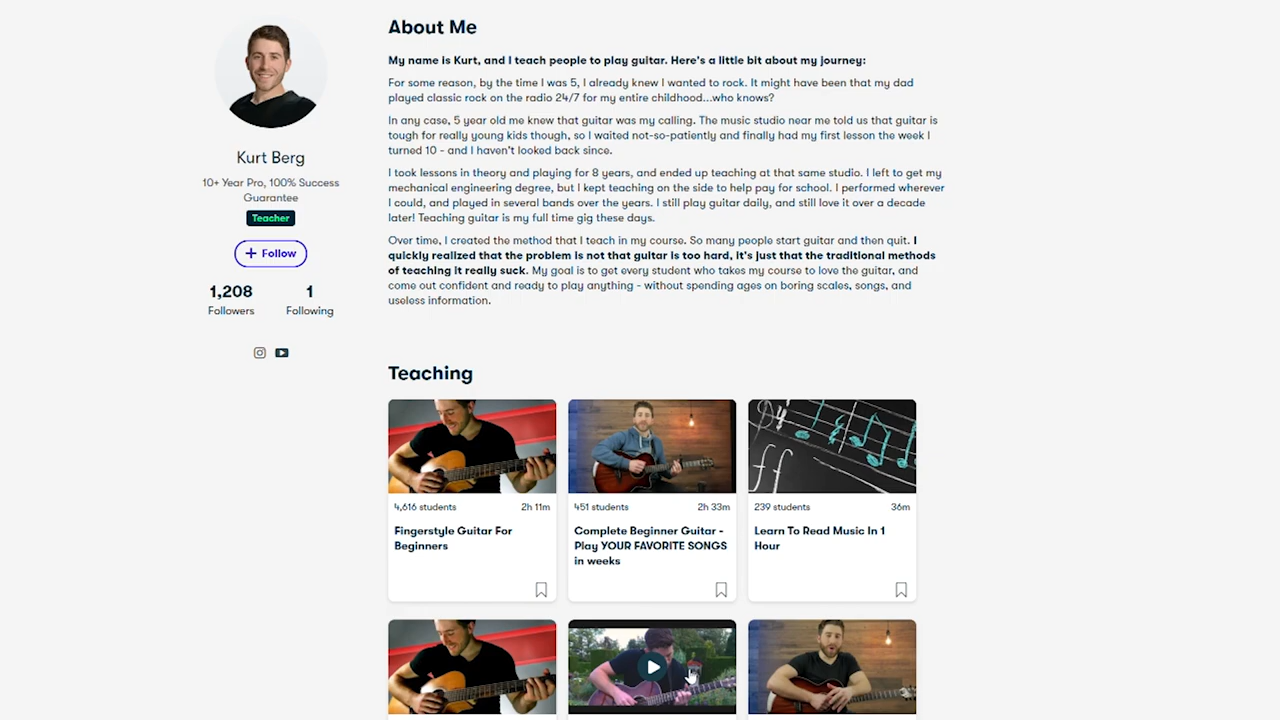 About Me
My name is Kurt, and I teach people to play guitar. Here's a little bit about my journey:
For some reason, by the time I was 5, I already knew I wanted to rock. It might have been that my dad
played classic rock on the radio 24/7 for my entire childhood...who knows?
In any case, 5 year old me knew that guitar was my calling. The music studio near me told us that guitar is
tough for really young kids though, so I waited not-so-patiently and finally had my first lesson the week I
turned 10 - and I haven't looked back since.
I took lessons in theory and playing for 8 years, and ended up teaching at that same studio. I left to get my
mechanical engineering degree, but I kept teaching on the side to help pay for school. I performed wherever
I could, and played in several bands over the years. I still play guitar daily, and still love it over a decade
later! Teaching guitar is my full time gig these days.
Over time, I created the method that I teach in my course. So many people start guitar and then quit. I
quickly realized that the problem is not that guitar is too hard, it's just that the traditional methods
of teaching it really suck. My goal is to get every student who takes my course to love the guitar, and
come out confident and ready to play anything - without spending ages on boring scales, songs, and
useless information.
Kurt Berg
10+ Year Pro, 100% Success
Guarantee
Teacher
+ Follow
1,208 1
Followers Following
Teaching
4,616 students 2h 11m
Fingerstyle Guitar For
Beginners
451 students 2h 33m
Complete Beginner Guitar -
Play YOUR FAVORITE SONGS
in weeks
239 students 36m
Learn To Read Music In 1
Hour